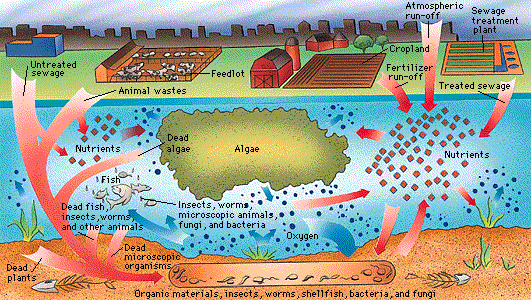 Atmospheric
run-off
Sewage
treatment
plant
Untreated
sewage
Feedlot
Cropland
Fertilizer
run-off
Animal wastes
Treated sewage
Nutrients
Dead
algae
Algae
Nutrients
Fish
Dead fish,
insects, worms,
and other animals
Insects, worms,
microscopic animals,
fungi, and bacteria
Oxygen
Dead
microscopic
organisms
Dead
plants
Organic materials, insects, worms, shellfish, bacteria, and fungi